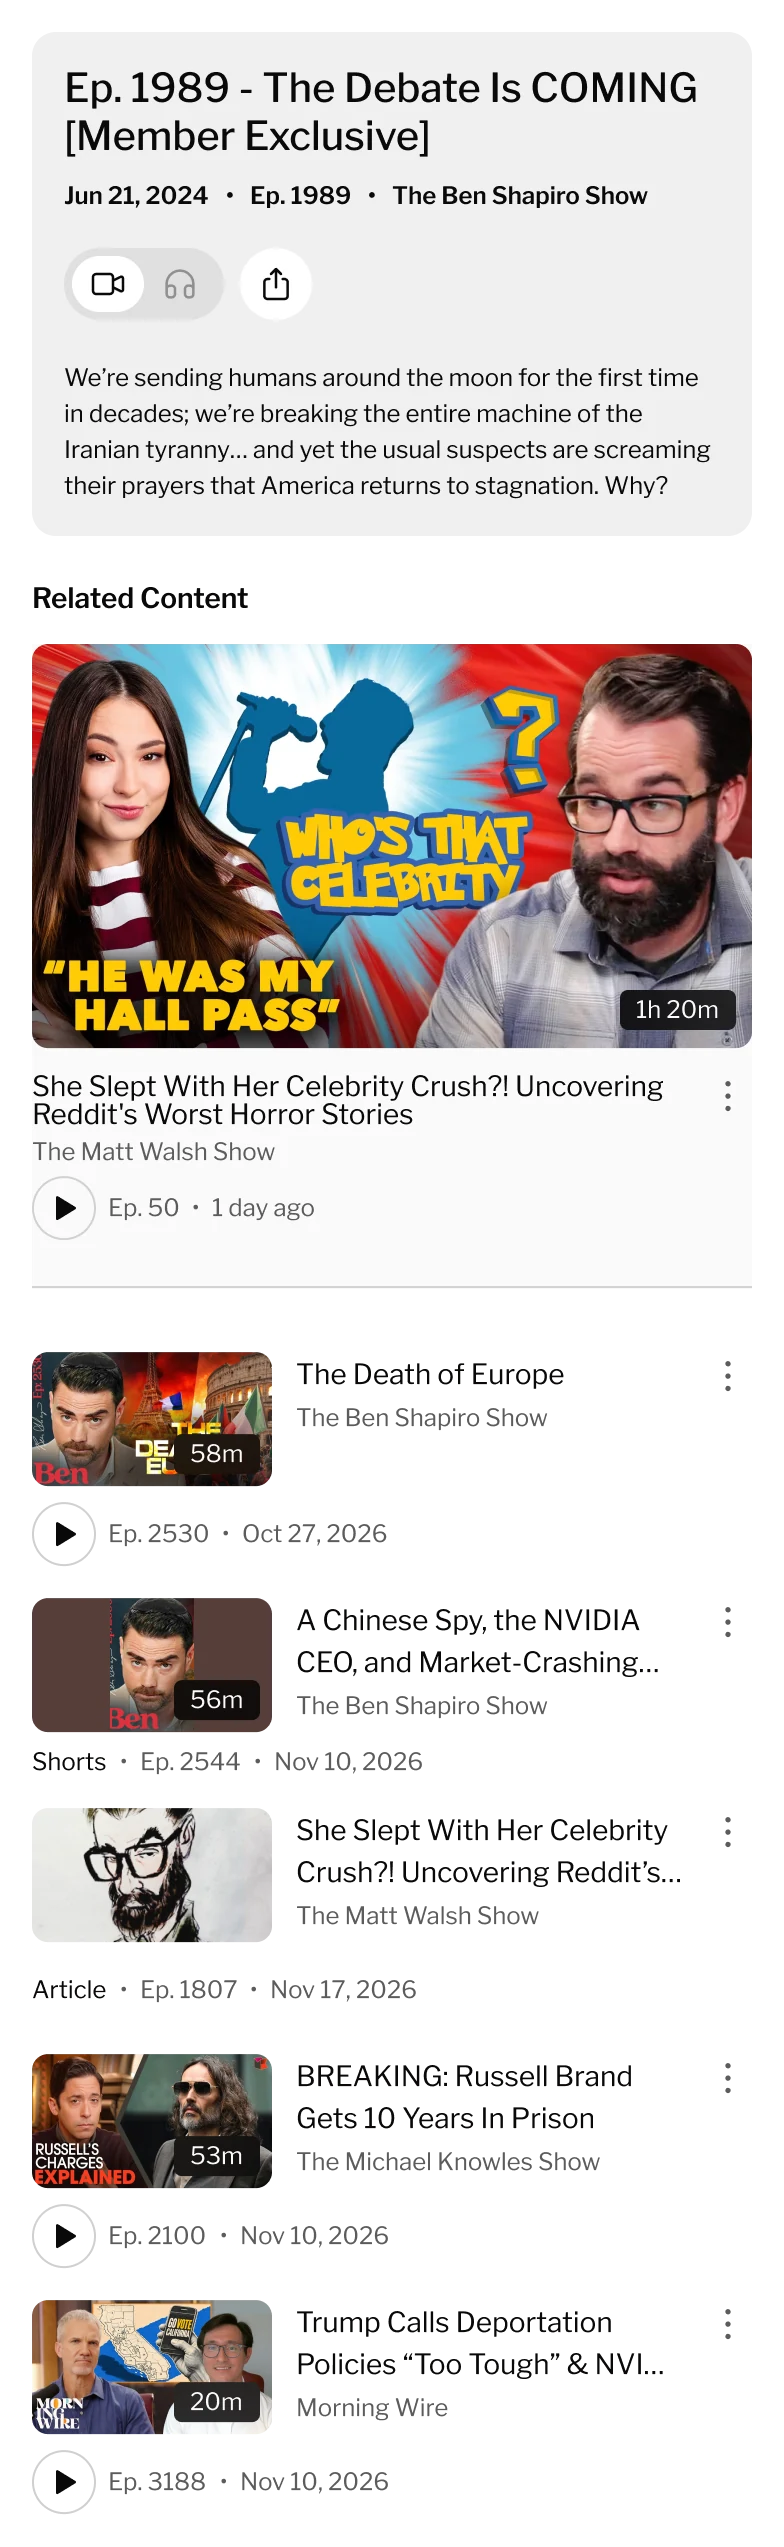 Ep. 1989 - The Debate Is COMING
[Member Exclusive]
Jun 21, 2024 • Ep. 1989 • The Ben Shapiro Show
We’re sending humans around the moon for the first time
in decades; we’re breaking the entire machine of the
Iranian tyranny… and yet the usual suspects are screaming
their prayers that America returns to stagnation. Why?
Related Content
?
WHO'S THAT
CELEBRITY
“HE WAS MY
HALL PASS”
1h 20m
She Slept With Her Celebrity Crush?! Uncovering
Reddit's Worst Horror Stories
The Matt Walsh Show
Ep. 50 • 1 day ago
THE
Ben
58m
The Death of Europe
The Ben Shapiro Show
Ep. 2530 • Oct 27, 2026
Ben
56m
A Chinese Spy, the NVIDIA
CEO, and Market-Crashing…
The Ben Shapiro Show
Shorts • Ep. 2544 • Nov 10, 2026
She Slept With Her Celebrity
Crush?! Uncovering Reddit’s…
The Matt Walsh Show
Article • Ep. 1807 • Nov 17, 2026
RUSSELL'S
CHARGES
EXPLAINED
53m
BREAKING: Russell Brand
Gets 10 Years In Prison
The Michael Knowles Show
Ep. 2100 • Nov 10, 2026
GO VOTE
CALIFORNIA
MORN
ING
WIRE
20m
Trump Calls Deportation
Policies “Too Tough” & NVI…
Morning Wire
Ep. 3188 • Nov 10, 2026